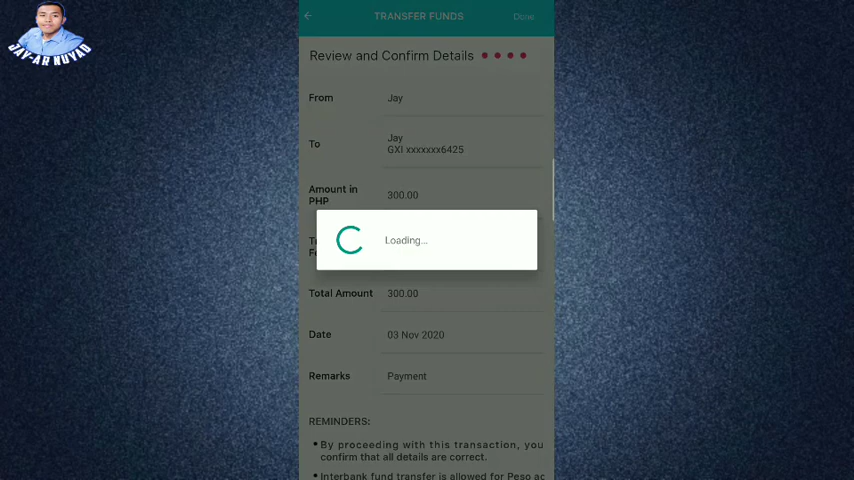 JAY-AR NUYAD
TRANSFER FUNDS
Done
Review and Confirm Details
From
Jay
To
Jay
GXI xxxxxxx6425
Amount in
PHP
300.00
Loading...
Total Amount
300.00
Date
03 Nov 2020
Remarks
Payment
REMINDERS:
• By proceeding with this transaction, you
confirm that all details are correct.
• Interbank fund transfer is allowed for Peso